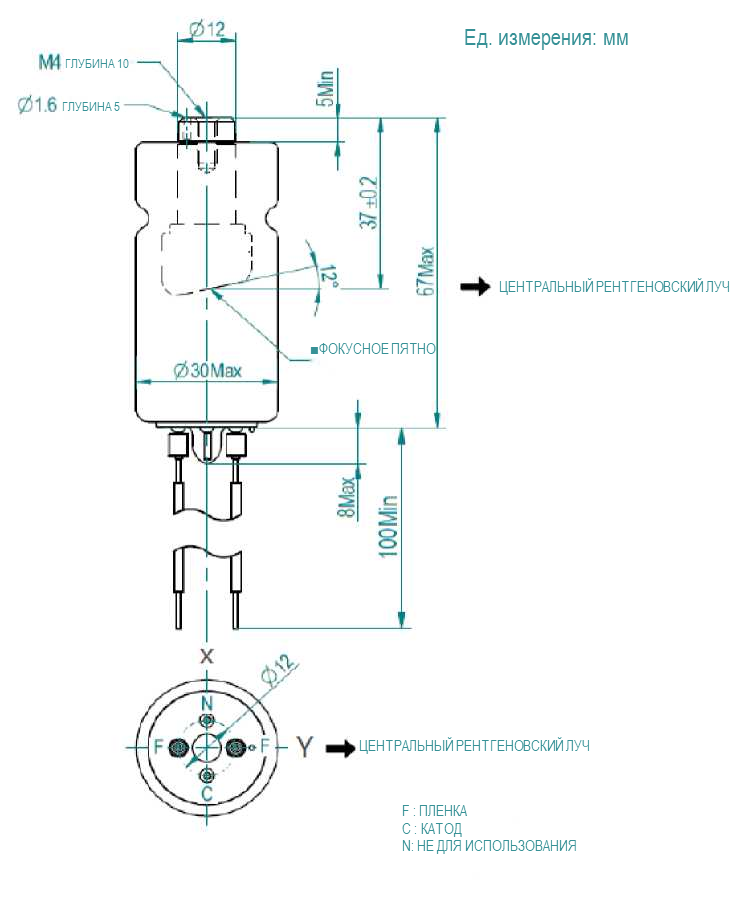 Ø12
Ед. измерения: мм
M4 ГЛУБИНА 10
Ø1.6 ГЛУБИНА 5
5Min
37±0.2
67Max
12°
ЦЕНТРАЛЬНЫЙ РЕНТГЕНОВСКИЙ ЛУЧ
ФОКУСНОЕ ПЯТНО
Ø30Max
8Max
100Min
X
Ø12
N
F
F
C
Y
ЦЕНТРАЛЬНЫЙ РЕНТГЕНОВСКИЙ ЛУЧ
F : ПЛЕНКА
C : КАТОД
N: НЕ ДЛЯ ИСПОЛЬЗОВАНИЯ